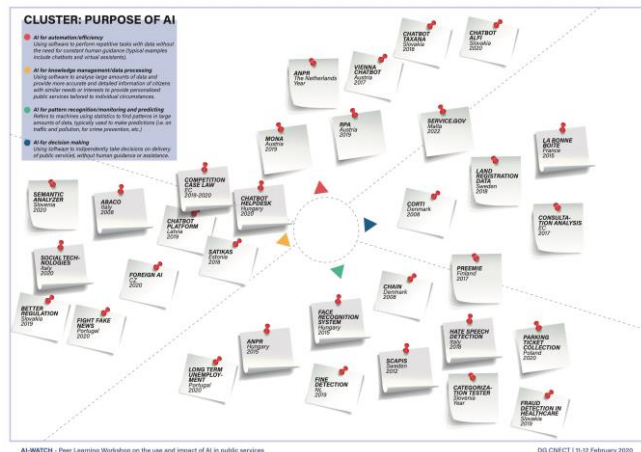 CLUSTER: PURPOSE OF AI
AI for automation/efficiency
Using software to perform repetitive tasks with data without
the need for constant human guidance (typical examples
include chatbots and virtual assistents).
AI for knowledge management/data processing
Using software to analyse large amounts of data and
provide more accurate and detailed information of citizens
with similar needs or interests to provide personalised
public services tailored to individual circumstances.
AI for pattern recognition/monitoring and predicting
Refers to machines using statistics to find patterns in large
amounts of data, typically used to make predictions (i.e. on
traffic and pollution, for crime prevention, etc.)
AI for decision making
Using software to independently take decisions on delivery
of public services, without human guidance or assistance.
ANPR
The Netherlands
Year
VIENNA
CHATBOT
Austria
2017
CHATBOT
TAXANA
Slovakia
2018
CHATBOT
ALFI
Slovakia
2020
MONA
Austria
2019
RPA
Austria
2019
SERVICE.GOV
Malta
2022
LA BONNE
BOITE
France
2015
LAND
REGISTRATION
DATA
Sweden
2018
CORTI
Denmark
2008
CONSULTA-
TION ANALYSIS
EC
2017
SEMANTIC
ANALYZER
Slovenia
2020
ABACO
Italy
2008
COMPETITION
CASE LAW
EC
2019-2020
CHATBOT
HELPDESK
Hungary
2020
CHATBOT
PLATFORM
Latvia
2019
SATIKAS
Estonia
2018
SOCIAL TECH-
NOLOGIES
Italy
2020
FOREIGN AI
CZ
2020
BETTER
REGULATION
Slovakia
2019
FIGHT FAKE
NEWS
Portugal
2020
PREEMIE
Finland
2017
CHAIN
Denmark
2008
FACE
RECOGNITION
SYSTEM
Hungary
2015
ANPR
Hungary
2015
LONG TERM
UNEMPLOY-
MENT
Portugal
2020
FINE
DETECTION
NL
2019
SCAPIS
Sweden
2012
HATE SPEECH
DETECTION
Italy
2019
CATEGORIZA-
TION TESTER
Slovenia
Year
PARKING
TICKET
COLLECTION
Poland
2020
FRAUD
DETECTION IN
HEALTHCARE
Slovakia
2019
AI-WATCH - Peer Learning Workshop on the use and impact of AI in public services
DG CNECT | 11-12 February 2020